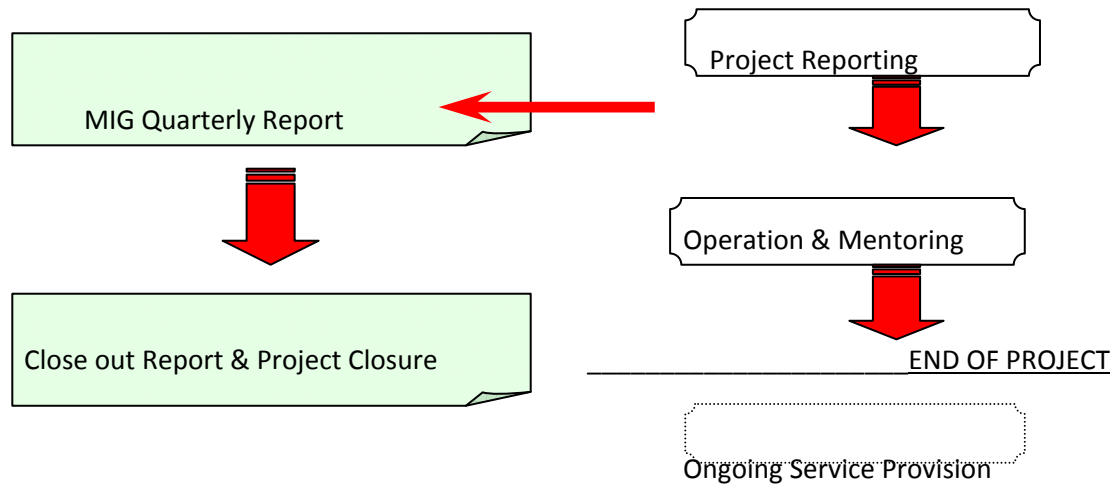 Project Reporting
MIG Quarterly Report
Operation & Mentoring
Close out Report & Project Closure
END OF PROJECT
Ongoing Service Provision